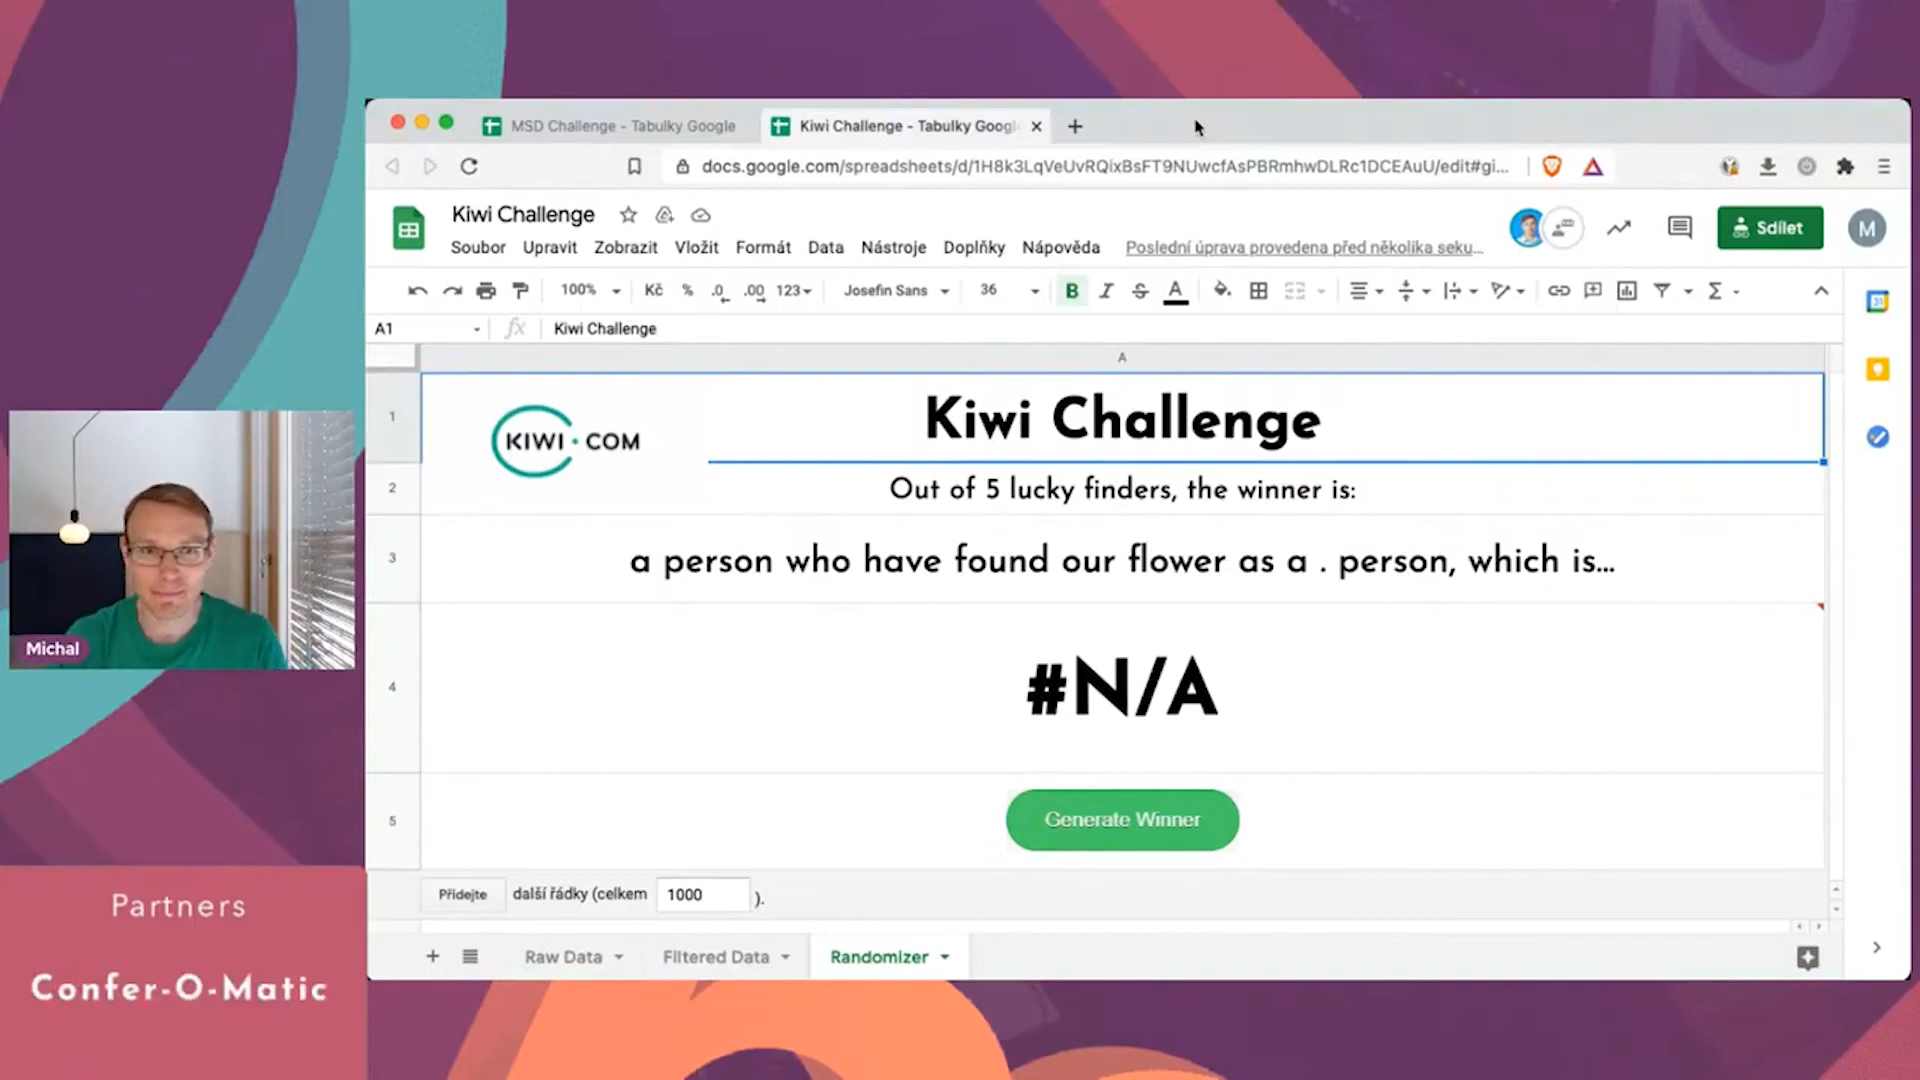 MSD Challenge - Tabulky Google
Kiwi Challenge - Tabulky Googl
docs.google.com/spreadsheets/d/1H8k3LqVeUvRQixBsFT9NUwcfAsPBRmhwDLRc1DCEAuU/edit#gi...
Kiwi Challenge
Soubor Upravit Zobrazit Vložit Formát Data Nástroje Doplňky Nápověda Poslední úprava provedena před několika seku...
Sdílet
M
100% Kč % .0 .00 123 Josefin Sans 36 B I S A
A1 fx Kiwi Challenge
A
1 KIWI.COM Kiwi Challenge
2 Out of 5 lucky finders, the winner is:
3 a person who have found our flower as a . person, which is...
4 #N/A
5 Generate Winner
Přidejte další řádky (celkem 1000 ).
Raw Data Filtered Data Randomizer
31
Michal
Partners
Confer-O-Matic